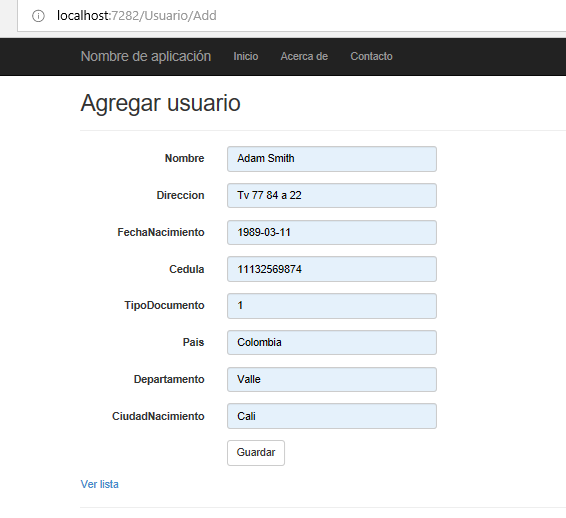 localhost:7282/Usuario/Add
Nombre de aplicación Inicio Acerca de Contacto
Agregar usuario
Nombre Adam Smith
Direccion Tv 77 84 a 22
FechaNacimiento 1989-03-11
Cedula 11132569874
TipoDocumento 1
Pais Colombia
Departamento Valle
CiudadNacimiento Cali
Guardar
Ver lista